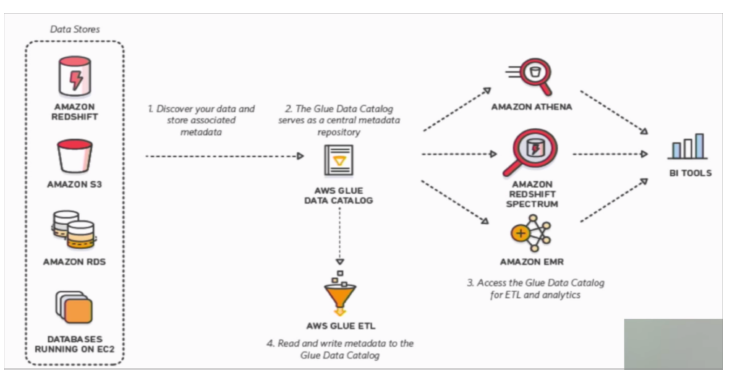 Data Stores
AMAZON
REDSHIFT
AMAZON S3
AMAZON RDS
DATABASES
RUNNING ON EC2
1. Discover your data and
store associated
metadata
2. The Glue Data Catalog
serves as a central metadata
repository
AWS GLUE
DATA CATALOG
AWS GLUE ETL
4. Read and write metadata to the
Glue Data Catalog
AMAZON ATHENA
AMAZON
REDSHIFT
SPECTRUM
AMAZON EMR
3. Access the Glue Data Catalog
for ETL and analytics
BI TOOLS